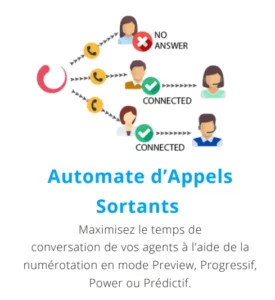 NO
ANSWER
CONNECTED
CONNECTED
Automate d’Appels
Sortants
Maximisez le temps de
conversation de vos agents à l'aide de la
numérotation en mode Preview, Progressif,
Power ou Prédictif.